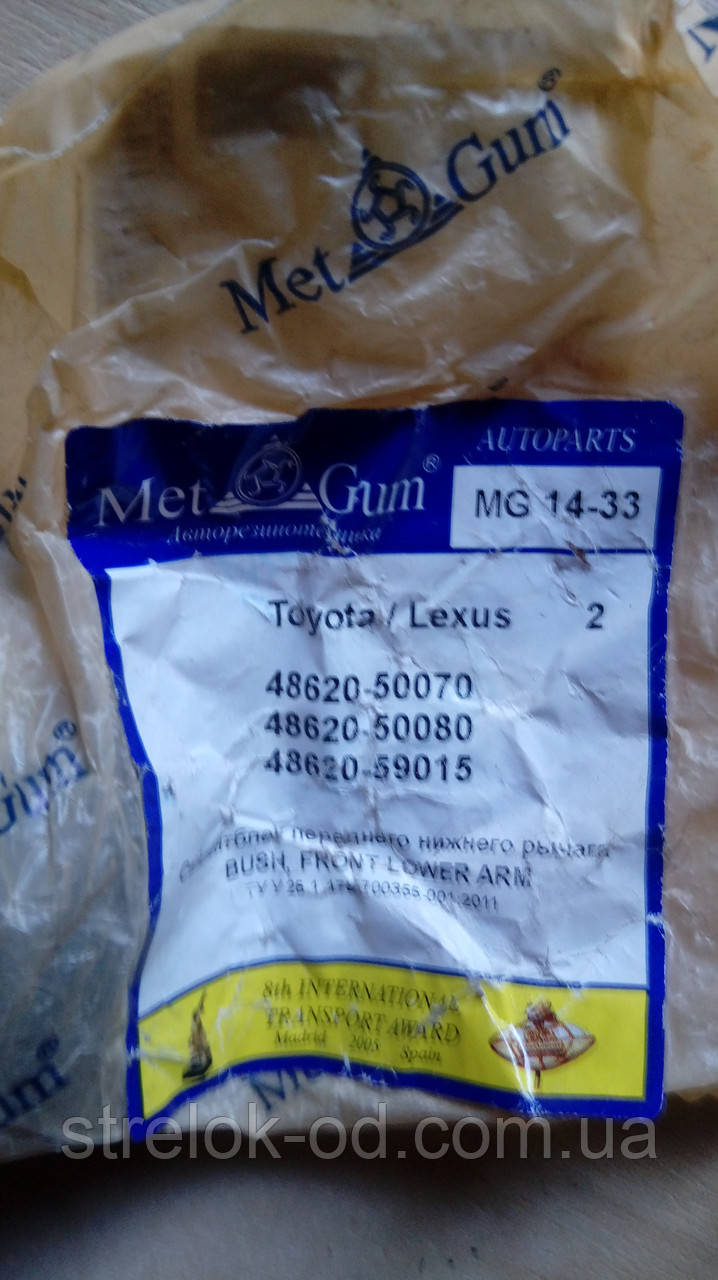 Met Gum®
AUTOPARTS
Met Gum®
MG 14-33
Авторезинотехника
Toyota / Lexus 2
48620-50070
48620-50080
48620-59015
переднего нижнего рычага
BUSH, FRONT LOWER ARM
8th INTERNATIONAL
TRANSPORT AWARD
Madrid 2005 Spain
Gum®
Gum®
strelok-od.com.ua